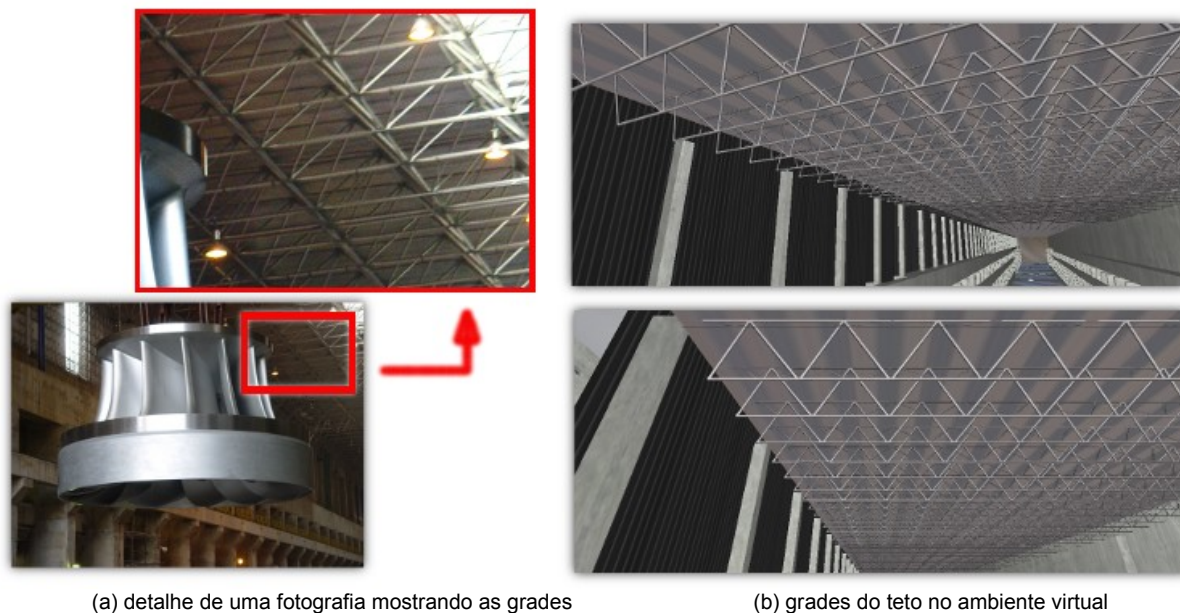 (a) detalhe de uma fotografia mostrando as grades
(b) grades do teto no ambiente virtual